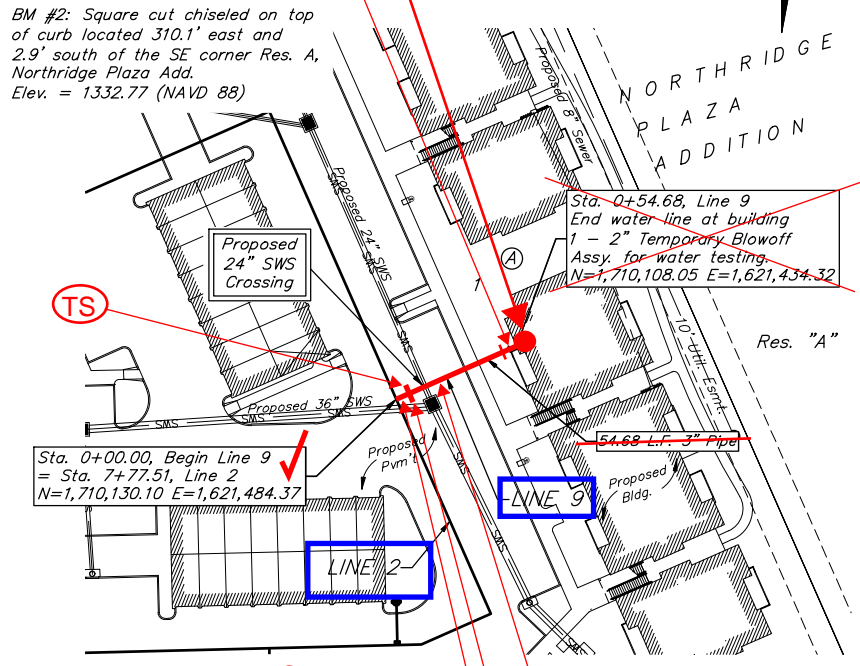 BM #2: Square cut chiseled on top
of curb located 310.1' east and
2.9' south of the SE corner Res. A,
Northridge Plaza Add.
Elev. = 1332.77 (NAVD 88)
NORTHRIDGE
PLAZA
ADDITION
Proposed 8" Sewer
Proposed 24" SWS
SWS
Sta. 0+54.68, Line 9
End water line at building
1 - 2" Temporary Blowoff
Assy. for water testing.
N=1,710,108.05 E=1,621,434.32
Proposed
24" SWS
Crossing
A
1
TS
SWS
10' Util. Esmt.
Res. "A"
Proposed 36" SWS
SWS
SWS
SWS
54.68 L.F. 3" Pipe
Proposed
Pvm't
Sta. 0+00.00, Begin Line 9
= Sta. 7+77.51, Line 2
N=1,710,130.10 E=1,621,484.37
Proposed
Bldg.
LINE 9
SWS
LINE 2